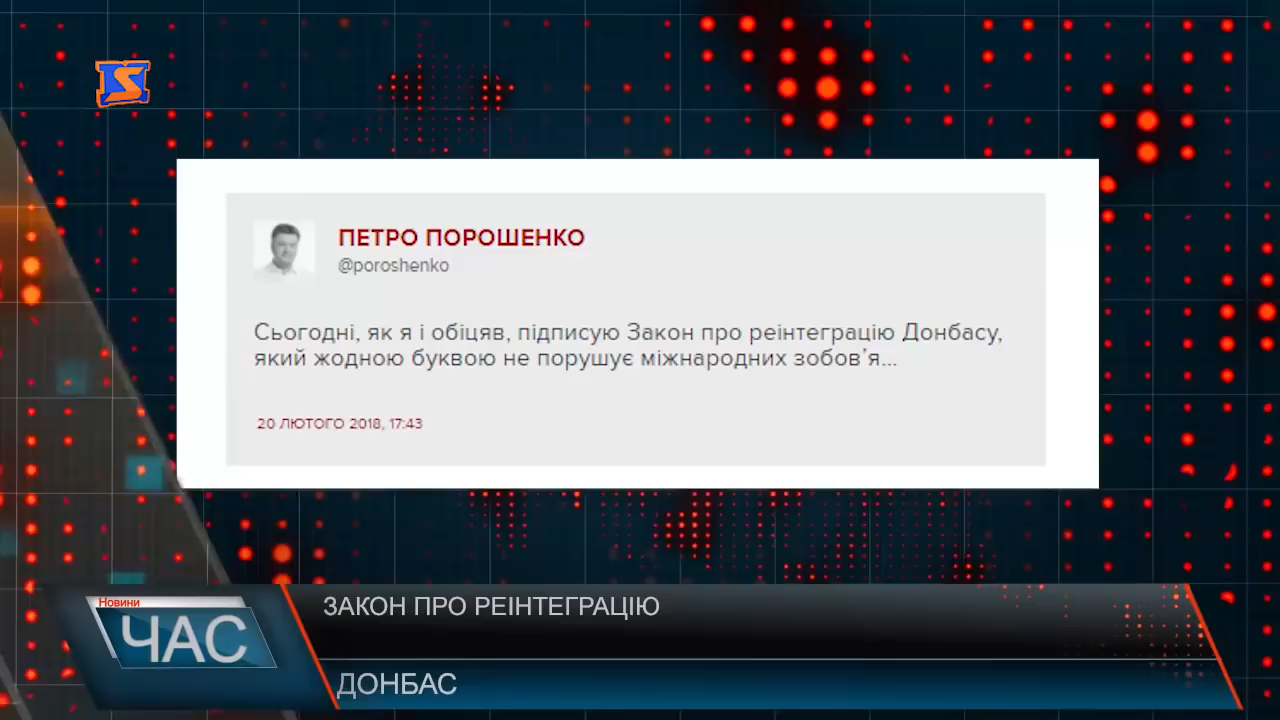 ПЕТРО ПОРОШЕНКО
@poroshenko
Сьогодні, як я і обіцяв, підписую Закон про реінтеграцію Донбасу,
який жодною буквою не порушує міжнародних зобов’я...
20 ЛЮТОГО 2018, 17:43
Новини
ЧАС
ЗАКОН ПРО РЕІНТЕГРАЦІЮ
ДОНБАС